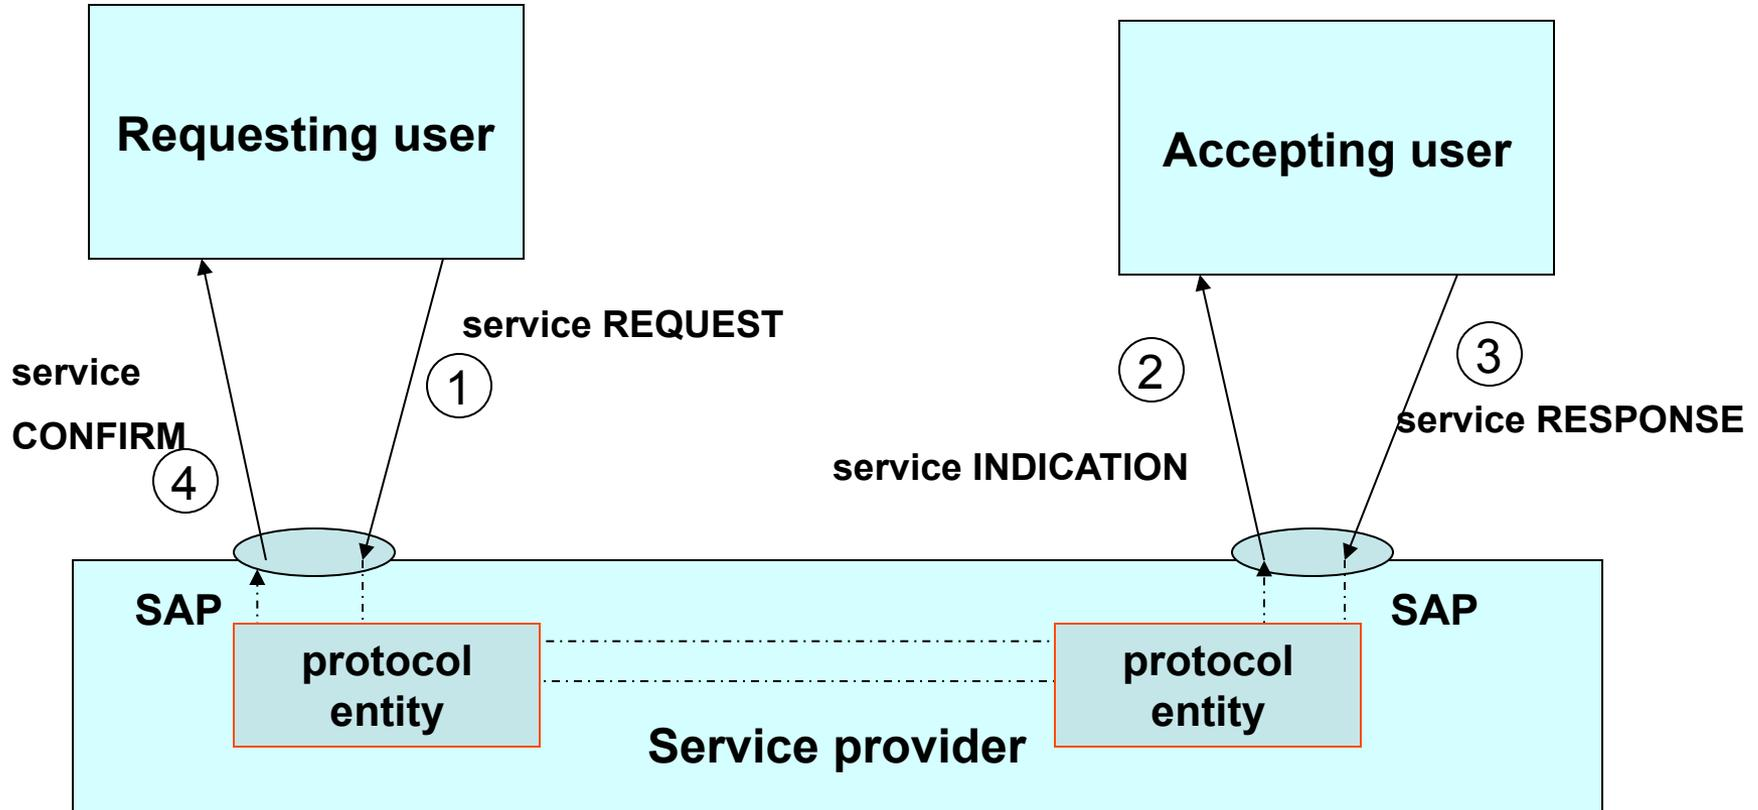 Requesting user
Accepting user
service REQUEST
1
2
3
service
CONFIRM
4
service RESPONSE
service INDICATION
SAP
SAP
protocol
entity
protocol
entity
Service provider